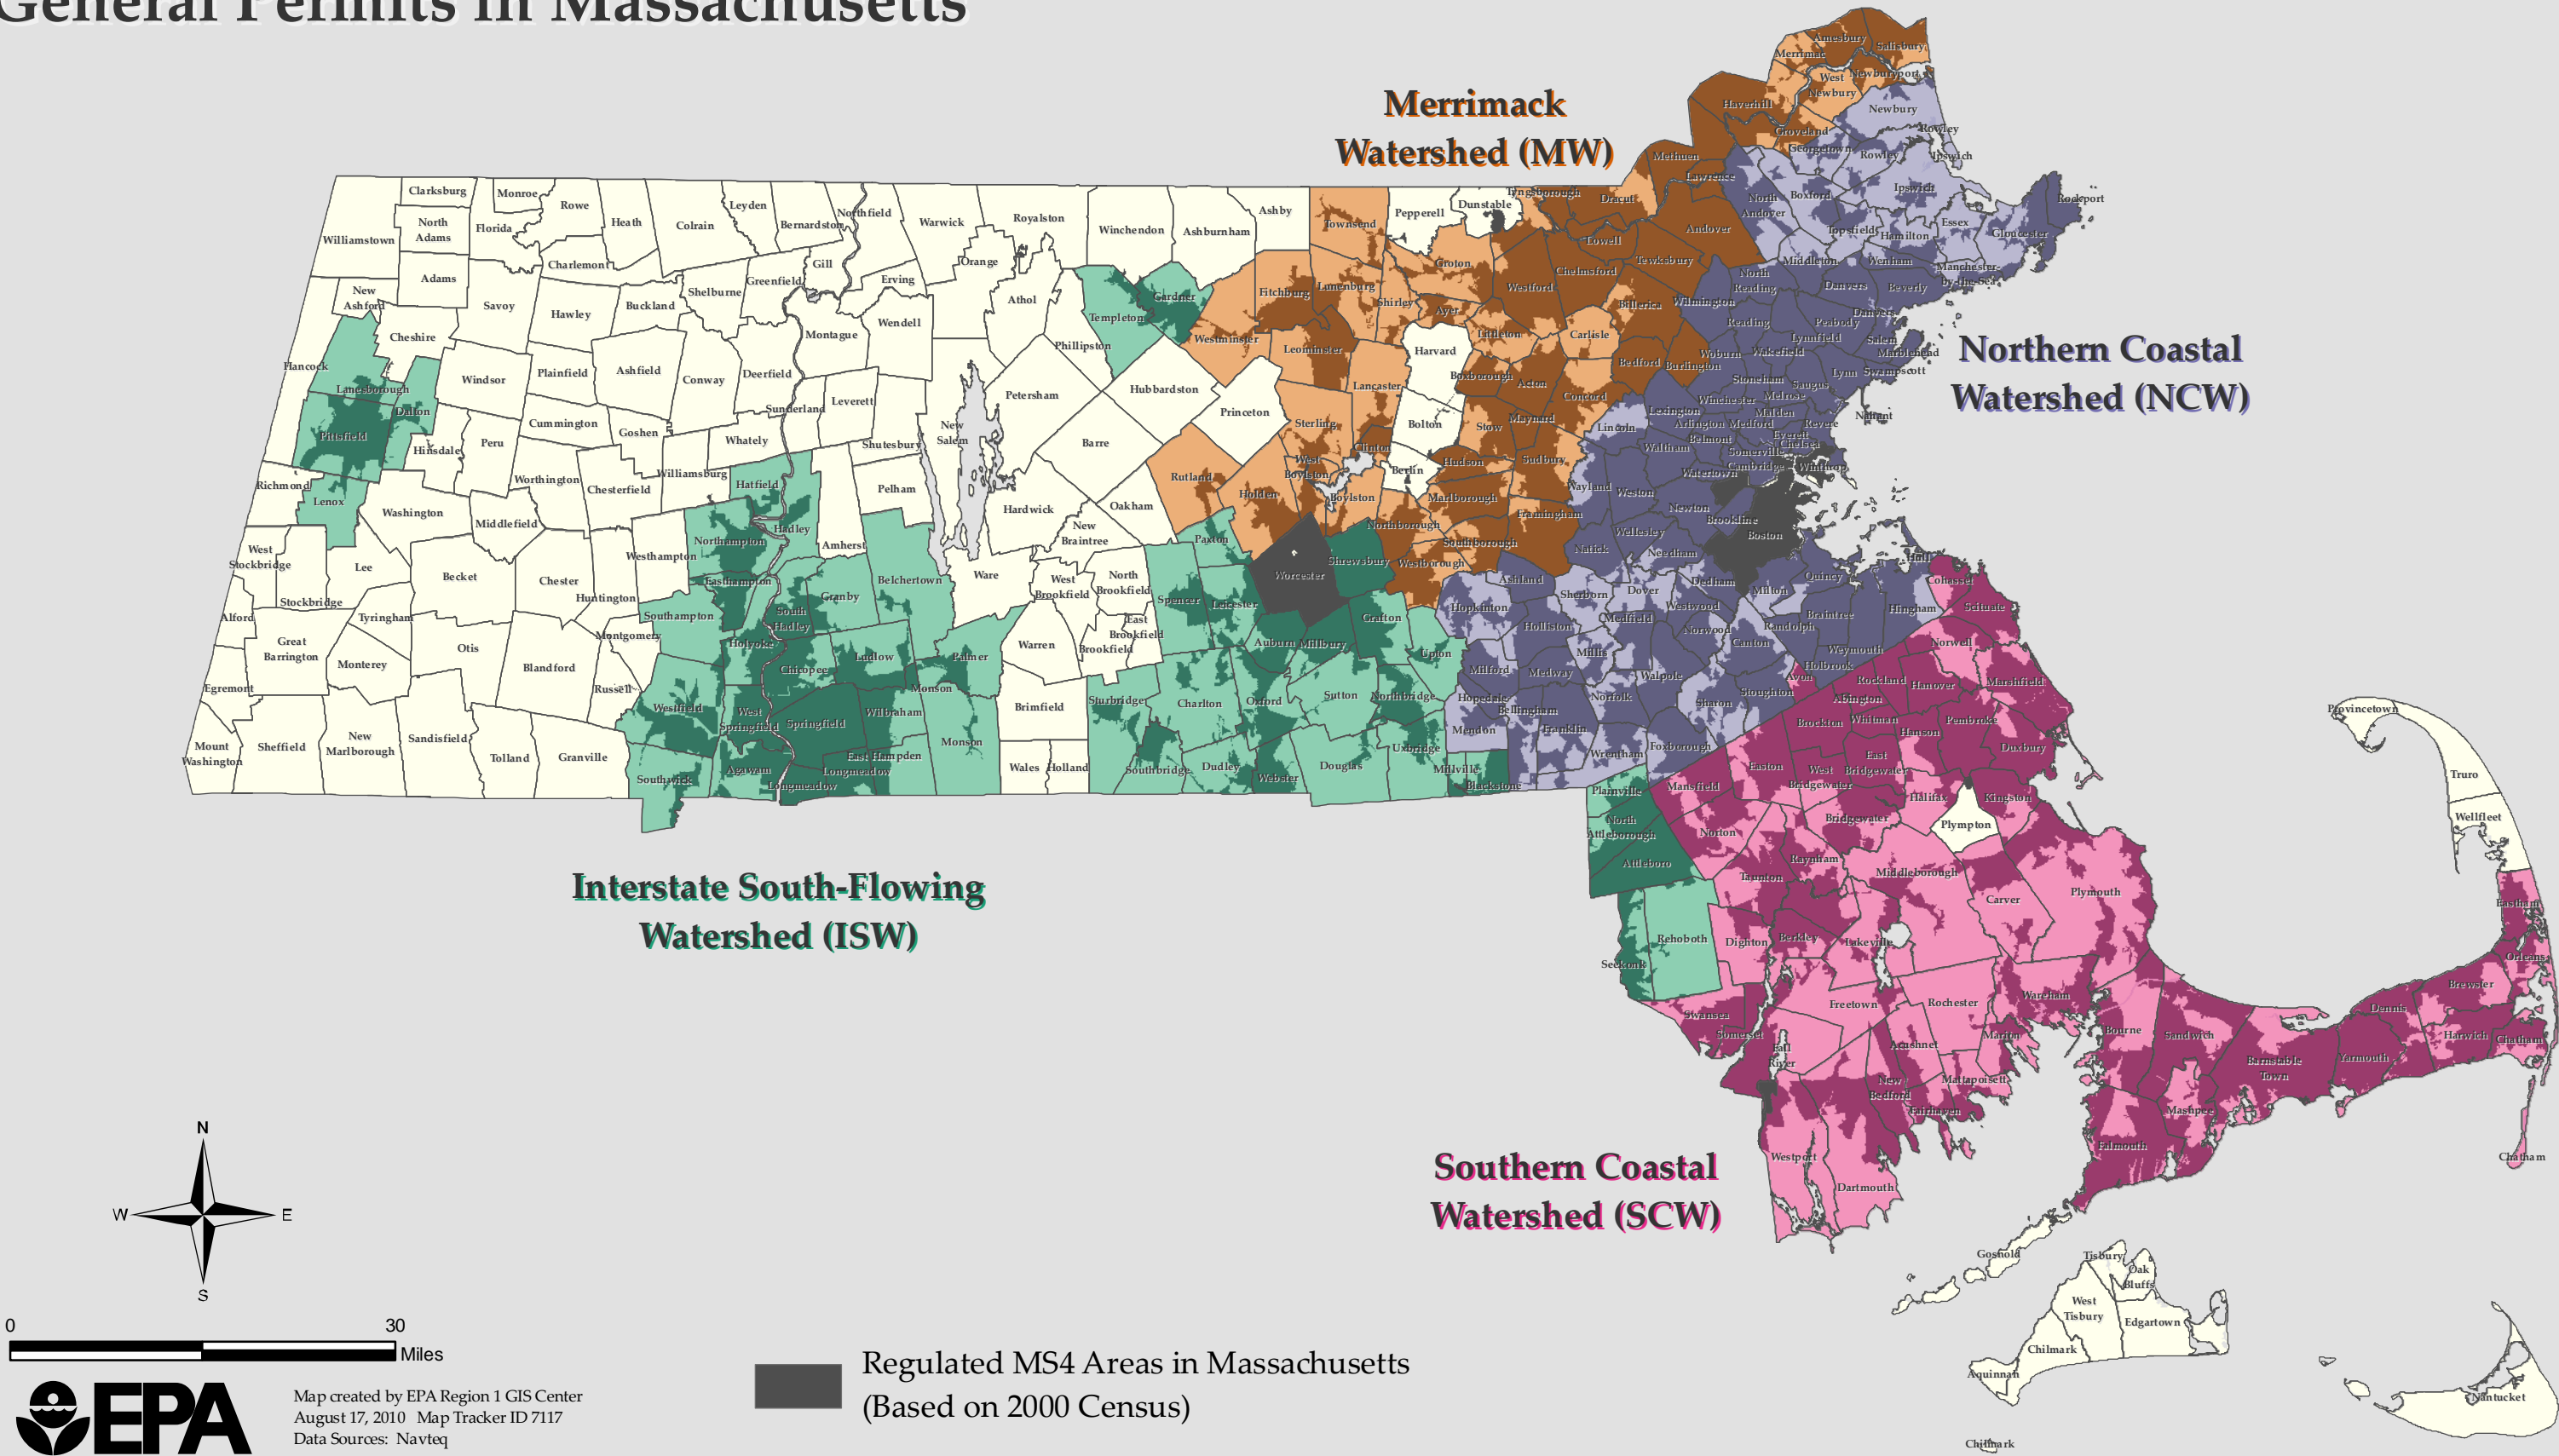 General Permits in Massachusetts
Merrimack
Watershed (MW)
Northern Coastal
Watershed (NCW)
Interstate South-Flowing
Watershed (ISW)
Southern Coastal
Watershed (SCW)
Amesbury
Salisbury
Merrimac
West
Newbury
Newburyport
Haverhill
Newbury
Groveland
Georgetown
Rowley
Rowley
Ipswich
Methuen
Lawrence
North
Andover
Boxford
Ipswich
Rockport
Andover
Topsfield
Hamilton
Essex
Gloucester
Middleton
Wenham
Manchester-
by-the-Sea
Clarksburg
Monroe
Rowe
Heath
Colrain
Leyden
Bernardston
Northfield
Warwick
Royalston
Winchendon
Ashburnham
Ashby
Townsend
Pepperell
Dunstable
Tyngsborough
Dracut
Williamstown
North
Adams
Florida
Charlemont
Gill
Orange
Lowell
Tewksbury
Groton
Chelmsford
Westford
Adams
Savoy
Greenfield
Erving
Shelburne
Buckland
Hawley
New
Ashford
Athol
Templeton
Gardner
Fitchburg
Lunenburg
Shirley
Ayer
Billerica
Wilmington
North
Reading
Danvers
Beverly
Cheshire
Montague
Wendell
Phillipston
Westminster
Leominster
Harvard
Littleton
Carlisle
Reading
Peabody
Danvers
Lynnfield
Salem
Marblehead
Hancock
Lanesborough
Windsor
Plainfield
Ashfield
Conway
Deerfield
Petersham
Hubbardston
Princeton
Lancaster
Boxborough
Acton
Bedford
Burlington
Woburn
Wakefield
Stoneham
Saugus
Lynn
Swampscott
Dalton
Pittsfield
Hinsdale
Peru
Cummington
Goshen
Whately
Sunderland
Leverett
Shutesbury
New
Salem
Barre
Sterling
Clinton
Bolton
Stow
Maynard
Concord
Lincoln
Lexington
Winchester
Melrose
Malden
Arlington
Medford
Revere
Nahant
Belmont
Everett
Chelsea
Somerville
Waltham
Cambridge
Winthrop
Watertown
Richmond
Lenox
Washington
Middlefield
Worthington
Chesterfield
Williamsburg
Hatfield
Pelham
Hardwick
New
Braintree
Oakham
Rutland
Holden
West
Boylston
Boylston
Berlin
Hudson
Sudbury
Marlborough
Wayland
Weston
Newton
Brookline
Boston
Northborough
Framingham
Southborough
Westborough
Wellesley
Natick
Needham
Hull
West
Stockbridge
Lee
Stockbridge
Becket
Chester
Huntington
Westhampton
Northampton
Hadley
Amherst
Easthampton
Belchertown
Ware
West
Brookfield
North
Brookfield
Paxton
Spencer
Leicester
Worcester
Shrewsbury
Ashland
Sherborn
Dover
Dedham
Milton
Quincy
Cohasset
Alford
Great
Barrington
Tyringham
Monterey
Otis
Blandford
Montgomery
Russell
Southampton
South
Hadley
Granby
Holyoke
Chicopee
Ludlow
Palmer
Warren
East
Brookfield
Brookfield
Auburn
Millbury
Grafton
Upton
Hopkinton
Holliston
Medfield
Westwood
Norwood
Canton
Randolph
Braintree
Hingham
Scituate
Weymouth
Norwell
Holbrook
Egremont
Mount
Washington
Sheffield
New
Marlborough
Sandisfield
Tolland
Granville
Westfield
West
Springfield
Springfield
Wilbraham
Monson
Monson
Brimfield
Wales
Holland
Sturbridge
Charlton
Oxford
Sutton
Northbridge
Milford
Medway
Millis
Walpole
Hopedale
Bellingham
Norfolk
Sharon
Stoughton
Avon
Rockland
Abington
Hanover
Marshfield
Southwick
Agawam
Longmeadow
East
Longmeadow
Hampden
Southbridge
Dudley
Webster
Douglas
Uxbridge
Millville
Blackstone
Mendon
Franklin
Wrentham
Foxborough
Brockton
Whitman
Hanson
Pembroke
Duxbury
Easton
West
Bridgewater
East
Bridgewater
Plainville
Mansfield
Halifax
Kingston
North
Attleborough
Norton
Bridgewater
Plympton
Attleboro
Taunton
Raynham
Middleborough
Plymouth
Carver
Rehoboth
Seekonk
Dighton
Berkley
Lakeville
Swansea
Somerset
Freetown
Rochester
Wareham
Marion
Fall
River
Acushnet
New
Bedford
Mattapoisett
Fairhaven
Westport
Dartmouth
Bourne
Sandwich
Barnstable
Town
Mashpee
Falmouth
Yarmouth
Dennis
Brewster
Harwich
Chatham
Chatham
Orleans
Eastham
Wellfleet
Truro
Provincetown
Gosnold
Tisbury
Oak
Bluffs
West
Tisbury
Edgartown
Chilmark
Aquinnah
Chilmark
Nantucket
N
W
E
S
0
30
Miles
EPA
Map created by EPA Region 1 GIS Center
August 17, 2010 Map Tracker ID 7117
Data Sources: Navteq
Regulated MS4 Areas in Massachusetts
(Based on 2000 Census)